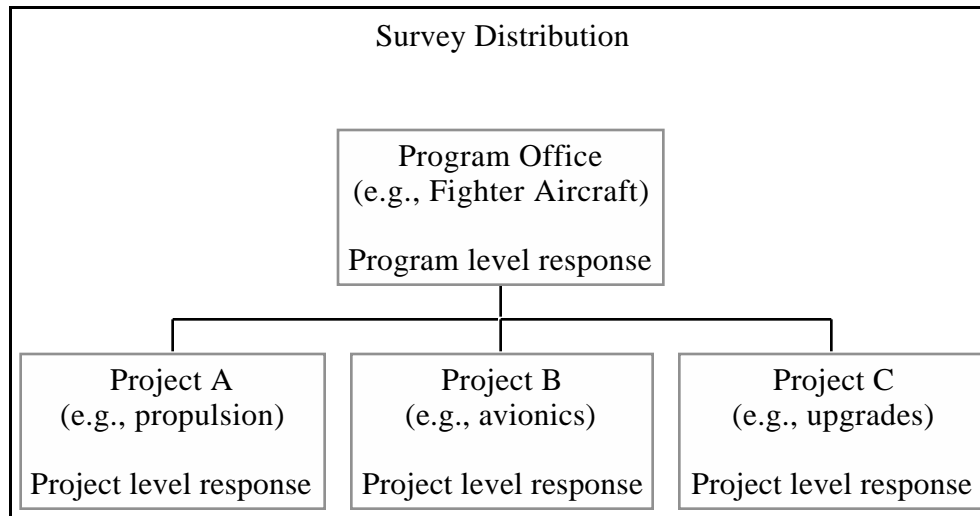 Survey Distribution
Program Office
(e.g., Fighter Aircraft)
Program level response
Project A
(e.g., propulsion)
Project level response
Project B
(e.g., avionics)
Project level response
Project C
(e.g., upgrades)
Project level response